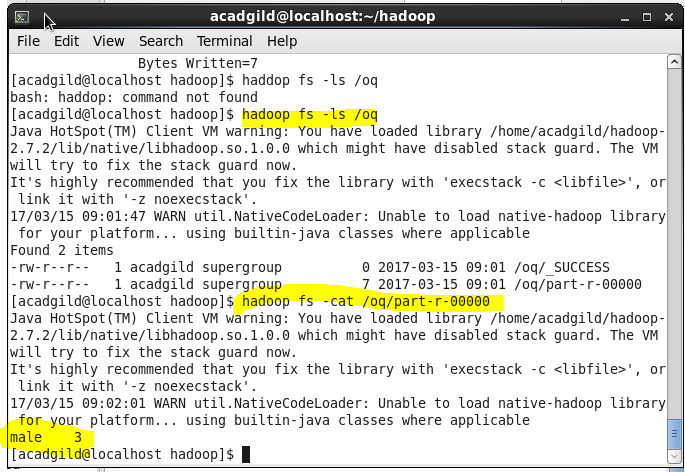 acadgild@localhost:~/hadoop
File Edit View Search Terminal Help
Bytes Written=7
[acadgild@localhost hadoop]$ haddop fs -ls /oq
bash: haddop: command not found
[acadgild@localhost hadoop]$ hadoop fs -ls /oq
Java HotSpot(TM) Client VM warning: You have loaded library /home/acadgild/hadoop-
2.7.2/lib/native/libhadoop.so.1.0.0 which might have disabled stack guard. The VM
will try to fix the stack guard now.
It's highly recommended that you fix the library with 'execstack -c <libfile>', or
link it with '-z noexecstack'.
17/03/15 09:01:47 WARN util.NativeCodeLoader: Unable to load native-hadoop library
for your platform... using builtin-java classes where applicable
Found 2 items
-rw-r--r--   1 acadgild supergroup          0 2017-03-15 09:01 /oq/_SUCCESS
-rw-r--r--   1 acadgild supergroup          7 2017-03-15 09:01 /oq/part-r-00000
[acadgild@localhost hadoop]$ hadoop fs -cat /oq/part-r-00000
Java HotSpot(TM) Client VM warning: You have loaded library /home/acadgild/hadoop-
2.7.2/lib/native/libhadoop.so.1.0.0 which might have disabled stack guard. The VM
will try to fix the stack guard now.
It's highly recommended that you fix the library with 'execstack -c <libfile>', or
link it with '-z noexecstack'.
17/03/15 09:02:01 WARN util.NativeCodeLoader: Unable to load native-hadoop library
for your platform... using builtin-java classes where applicable
male    3
[acadgild@localhost hadoop]$